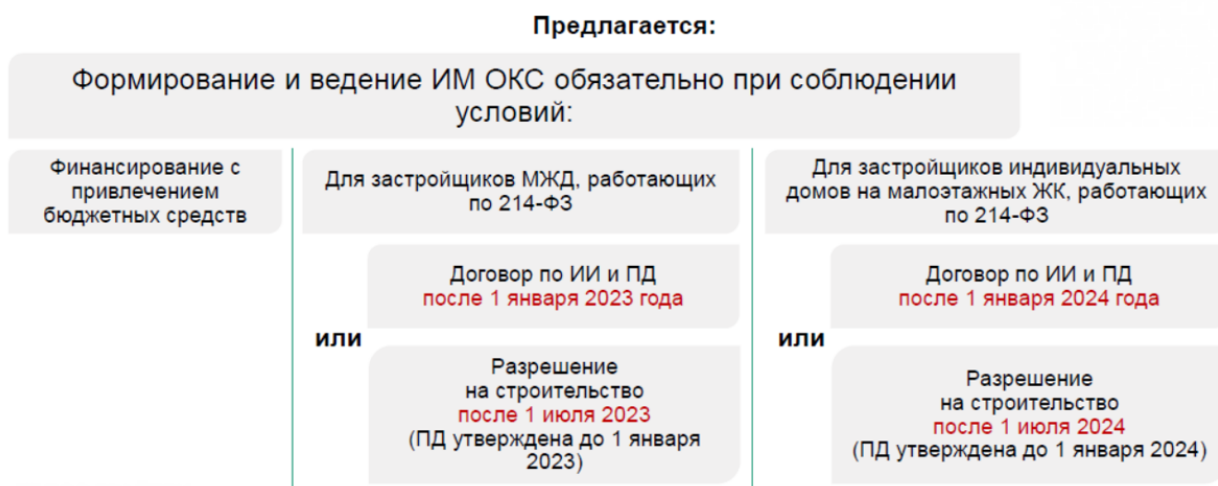 Предлагается:
Формирование и ведение ИМ ОКС обязательно при соблюдении
условий:
Финансирование с
привлечением
бюджетных средств
Для застройщиков МЖД, работающих
по 214-ФЗ
Договор по ИИ и ПД
после 1 января 2023 года
или
Разрешение
на строительство
после 1 июля 2023
(ПД утверждена до 1 января
2023)
Для застройщиков индивидуальных
домов на малоэтажных ЖК, работающих
по 214-ФЗ
Договор по ИИ и ПД
после 1 января 2024 года
или
Разрешение
на строительство
после 1 июля 2024
(ПД утверждена до 1 января 2024)